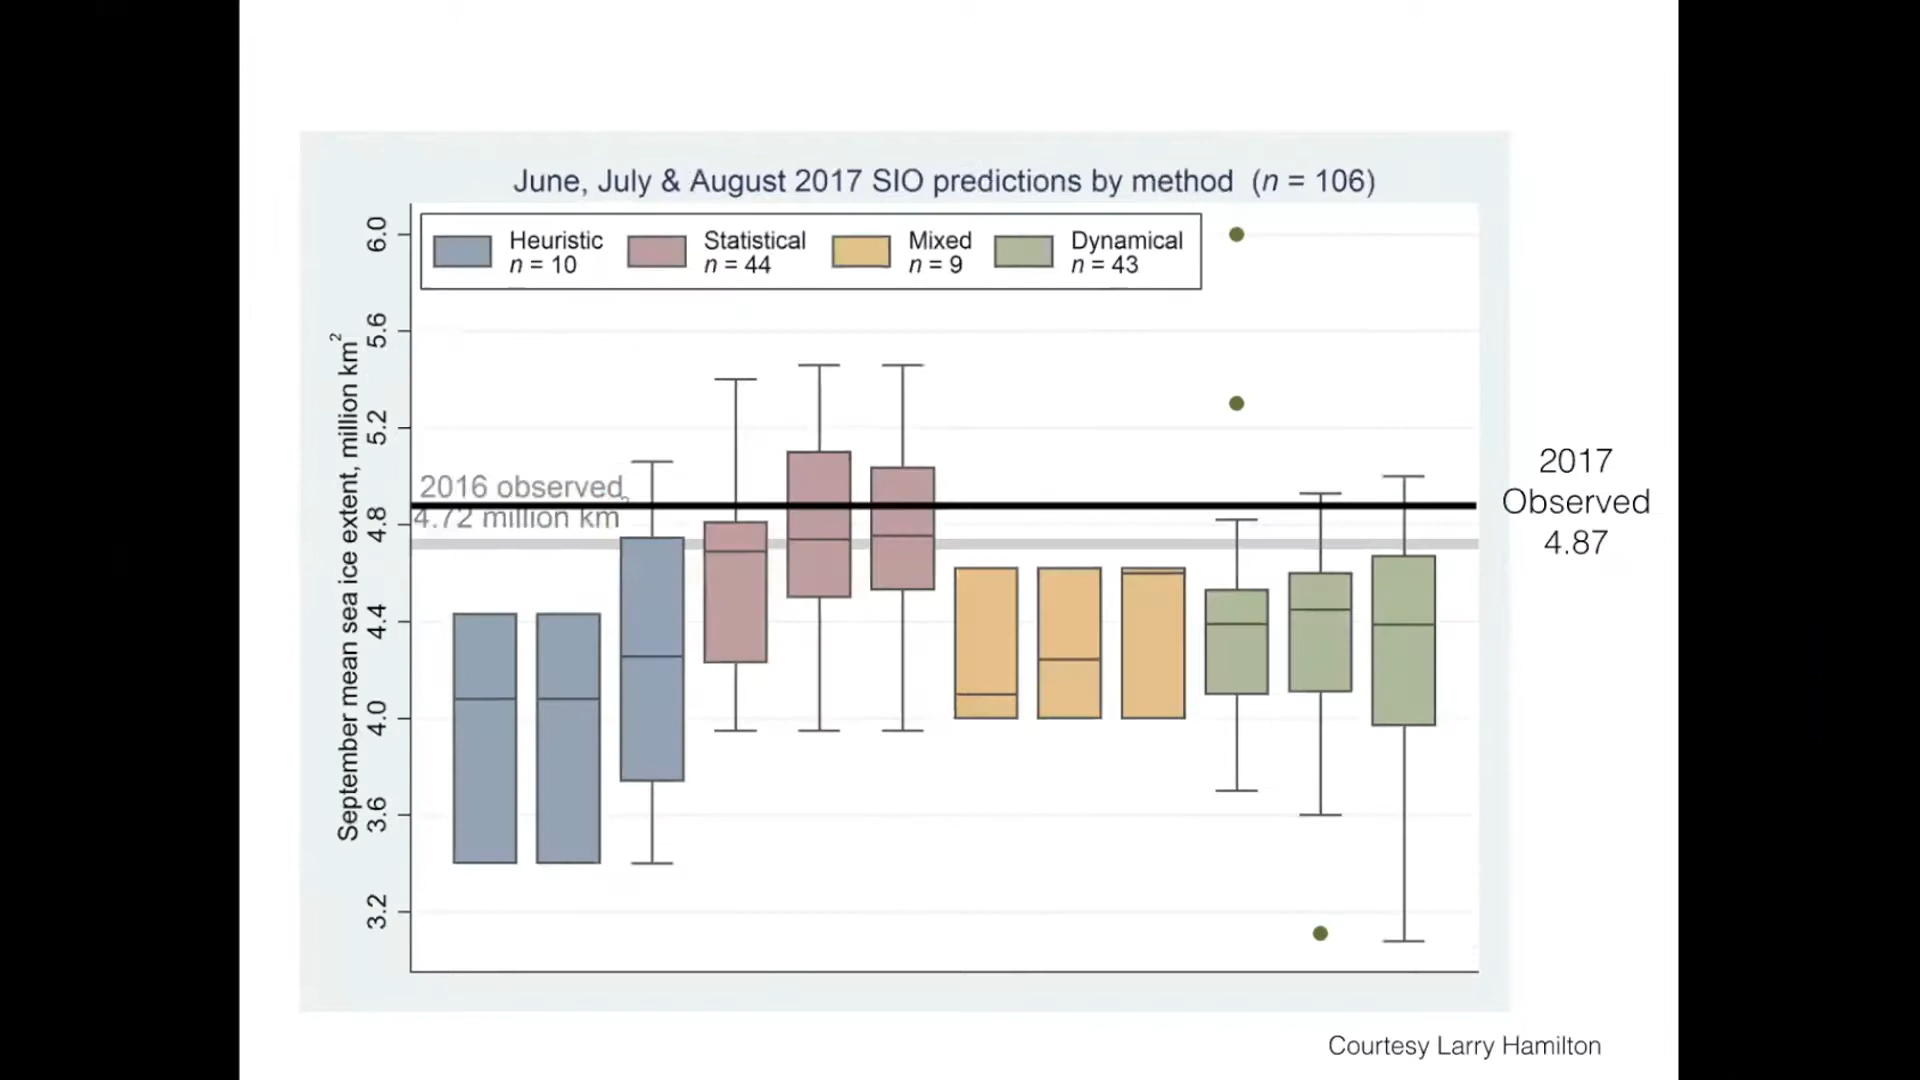 June, July & August 2017 SIO predictions by method (n = 106)
Heuristic
n = 10
Statistical
n = 44
Mixed
n = 9
Dynamical
n = 43
September mean sea ice extent, million km²
6.0
5.6
5.2
4.8
4.4
4.0
3.6
3.2
2016 observed
4.72 million km²
2017
Observed
4.87
Courtesy Larry Hamilton